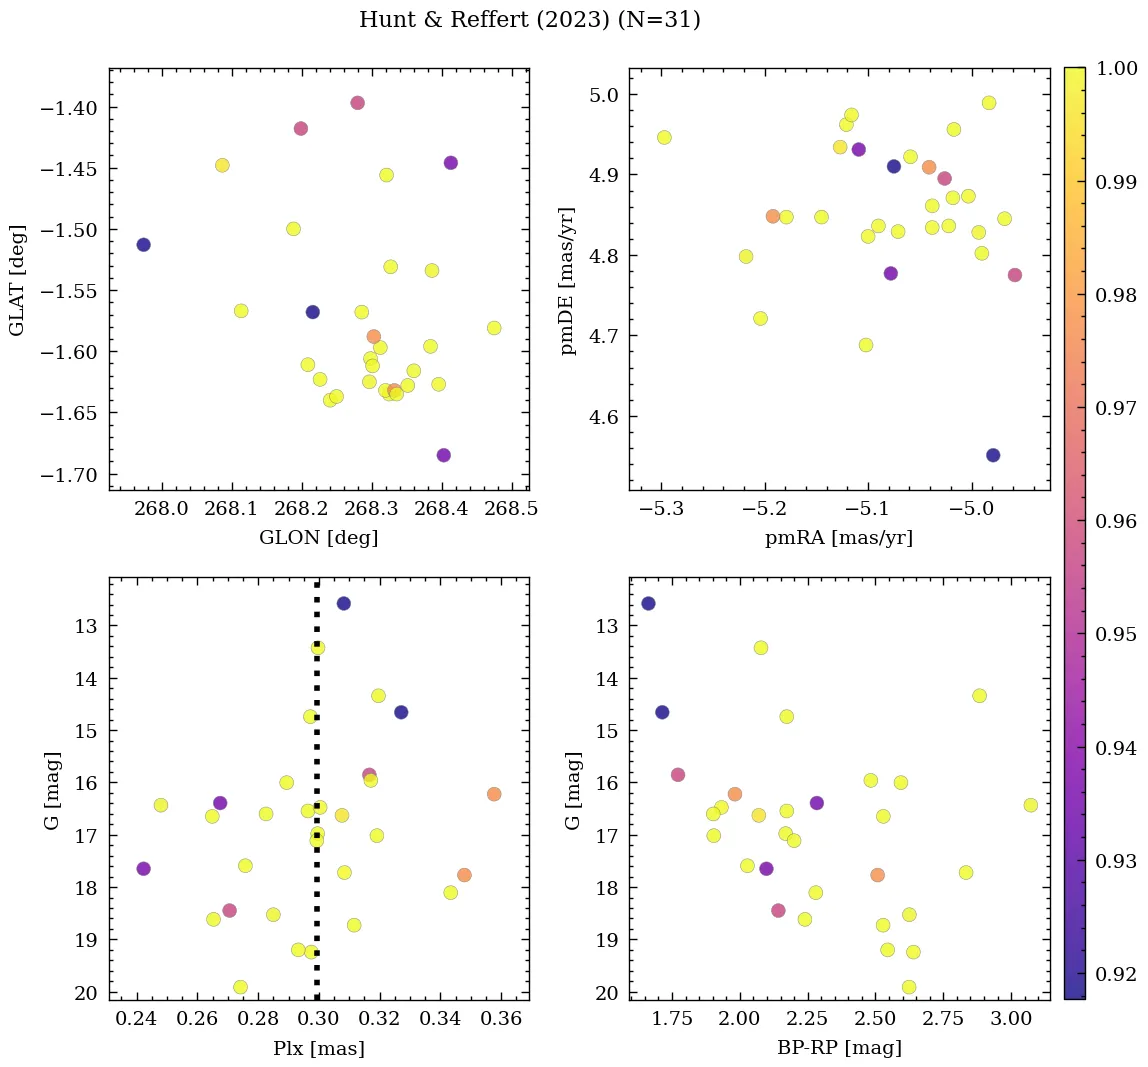 Hunt & Reffert (2023) (N=31)
−1.40
−1.45
−1.50
−1.55
−1.60
−1.65
−1.70
GLAT [deg]
268.0 268.1 268.2 268.3 268.4 268.5
GLON [deg]
5.0
4.9
4.8
4.7
4.6
pmDE [mas/yr]
−5.3 −5.2 −5.1 −5.0
pmRA [mas/yr]
13
14
15
16
17
18
19
20
G [mag]
0.24 0.26 0.28 0.30 0.32 0.34 0.36
Plx [mas]
13
14
15
16
17
18
19
20
G [mag]
1.75 2.00 2.25 2.50 2.75 3.00
BP-RP [mag]
1.00
0.99
0.98
0.97
0.96
0.95
0.94
0.93
0.92